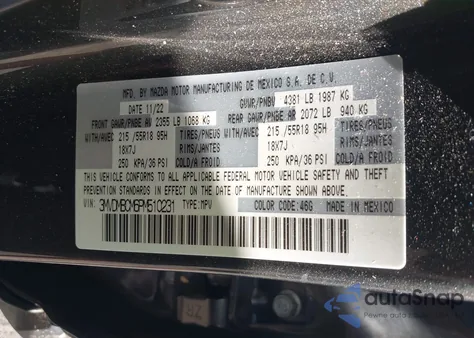 MFD. BY MAZDA MOTOR MANUFACTURING DE MEXICO S.A. DE C.V.
DATE 11/22 GVWR/PNBV 4381 LB 1987 KG
FRONT GAWR/PNBE AV 2355 LB 1068 KG REAR GAWR/PNBE AR 2072 LB 940 KG
WITH/AVEC TIRES/PNEUS WITH/AVEC TIRES/PNEUS
215 /55R18 95H RIMS/JANTES 215 /55R18 95H RIMS/JANTES
18X7J 18X7J
250 KPA/36 PSI 250 KPA/36 PSI
THIS VEHICLE CONFORMS TO ALL APPLICABLE FEDERAL MOTOR VEHICLE SAFETY AND THEFT
PREVENTION STANDARDS IN EFFECT ON THE DATE OF MANUFACTURE SHOWN ABOVE.
VIN: 3MVDMBCM6PM510231 TYPE:MPV COLOR CODE:46G MADE IN MEXICO
autoSnap